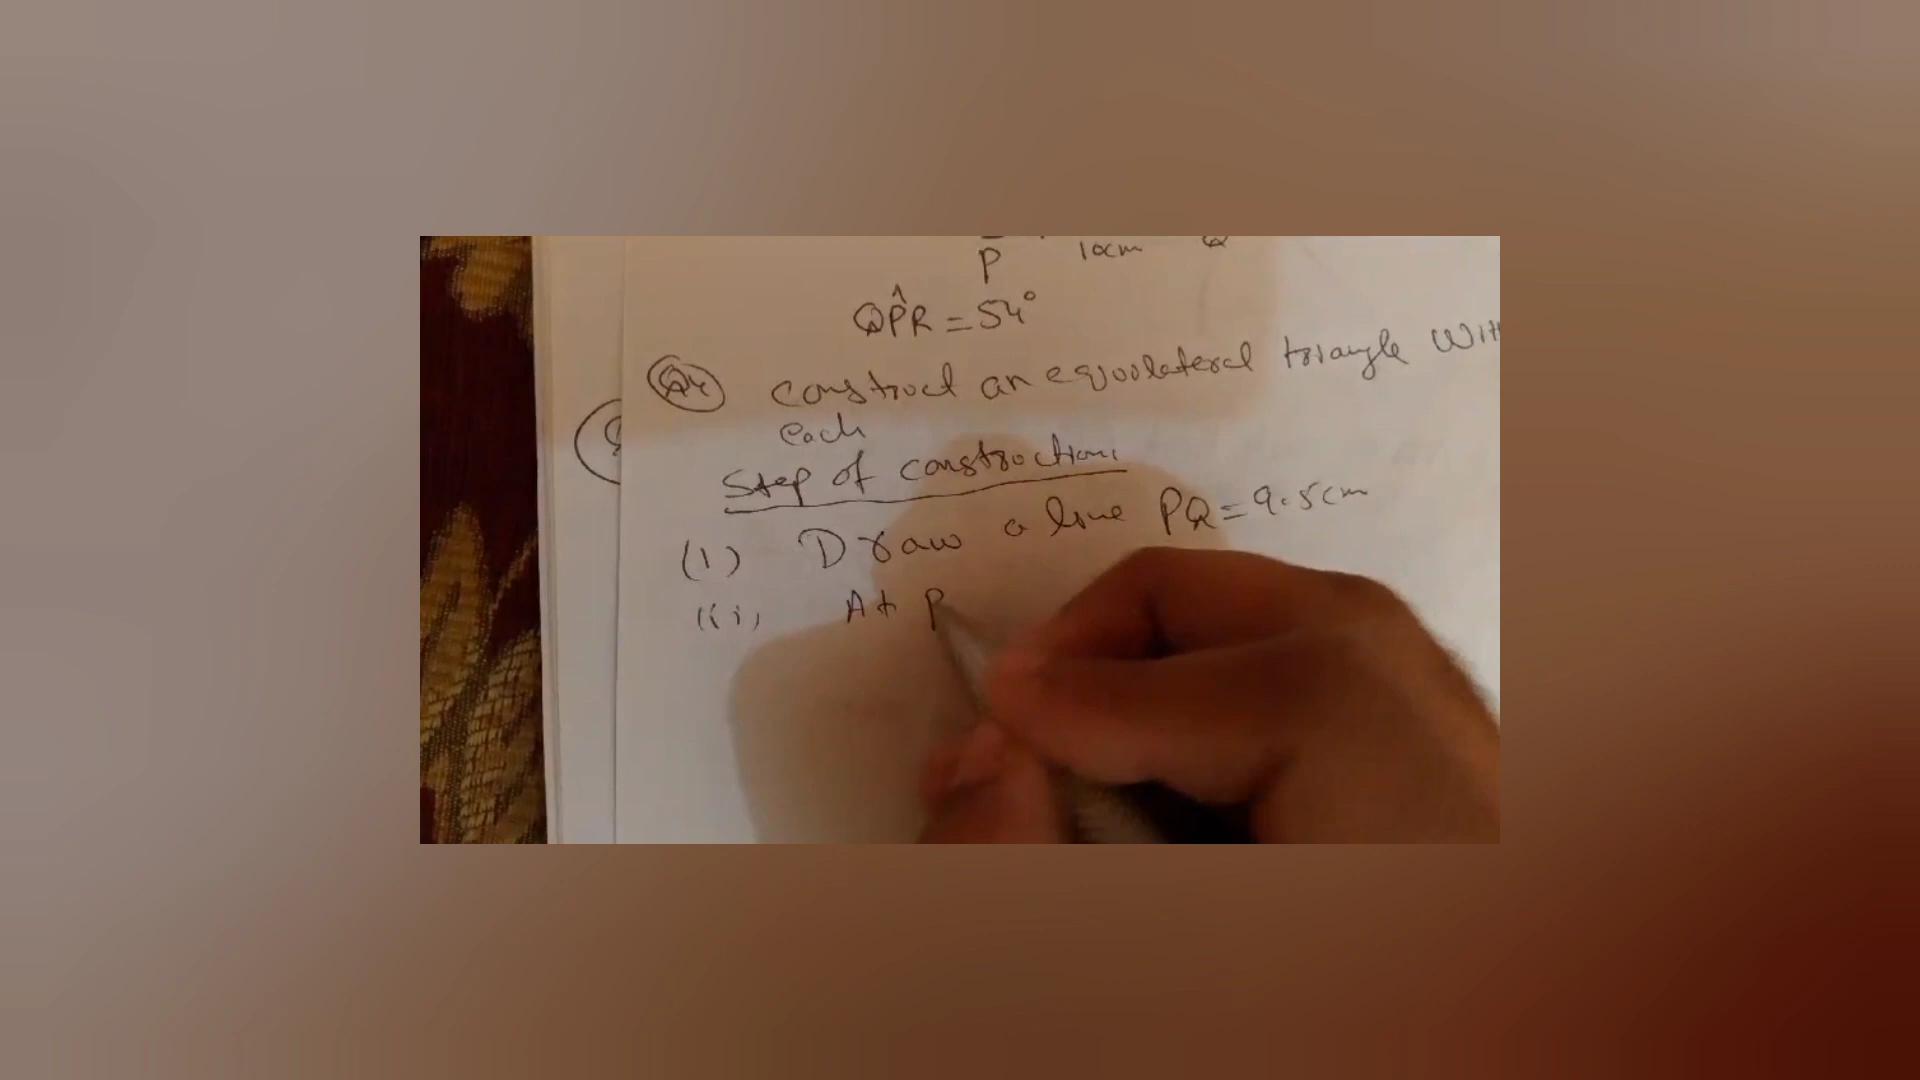 P 10cm Q
QP̂R = 54°
Q4 construct an equilateral triangle With
each
Step of construction:
(1) Draw a line PQ = 9.5cm
(ii) At P